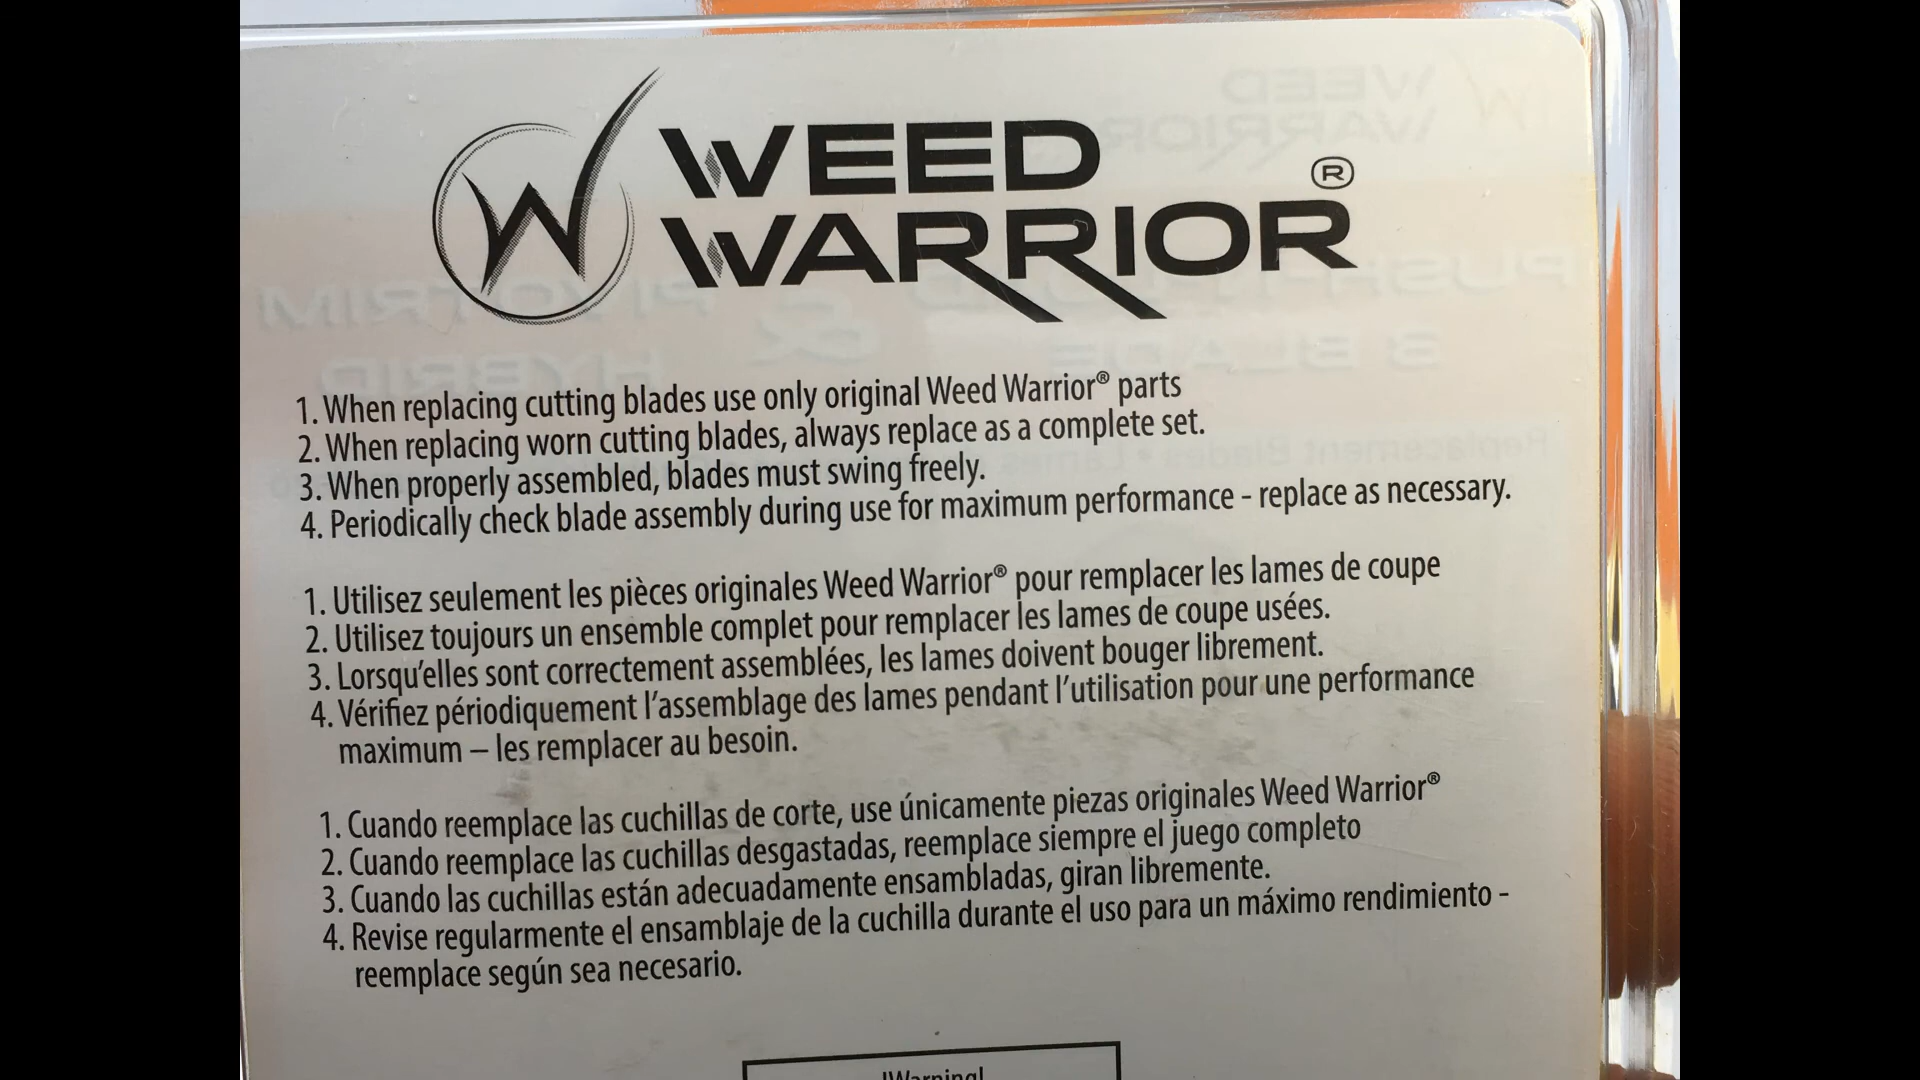 WEED
WARRIOR®
1. When replacing cutting blades use only original Weed Warrior® parts
2. When replacing worn cutting blades, always replace as a complete set.
3. When properly assembled, blades must swing freely.
4. Periodically check blade assembly during use for maximum performance - replace as necessary.
1. Utilisez seulement les pièces originales Weed Warrior® pour remplacer les lames de coupe
2. Utilisez toujours un ensemble complet pour remplacer les lames de coupe usées.
3. Lorsqu'elles sont correctement assemblées, les lames doivent bouger librement.
4. Vérifiez périodiquement l'assemblage des lames pendant l'utilisation pour une performance
maximum – les remplacer au besoin.
1. Cuando reemplace las cuchillas de corte, use únicamente piezas originales Weed Warrior®
2. Cuando reemplace las cuchillas desgastadas, reemplace siempre el juego completo
3. Cuando las cuchillas están adecuadamente ensambladas, giran libremente.
4. Revise regularmente el ensamblaje de la cuchilla durante el uso para un máximo rendimiento -
reemplace según sea necesario.
!Warning!